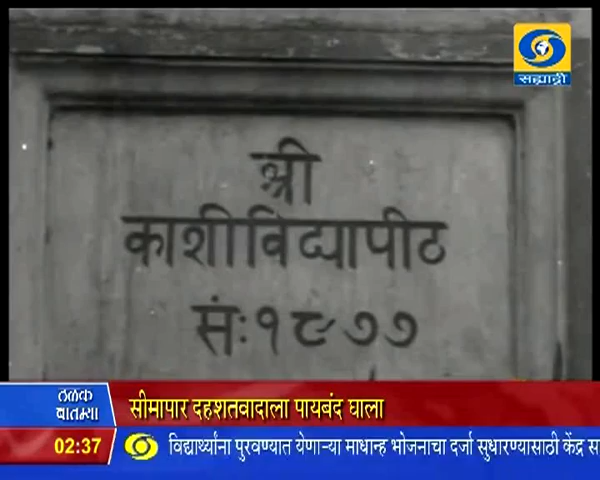 सह्याद्री
श्री
काशीविद्यापीठ
सं: १९७७
ठळक
बातम्या
सीमापार दहशतवादाला पायबंद घाला
02:37
विद्यार्थ्यांना पुरवण्यात येणाऱ्या माधान्ह भोजनाचा दर्जा सुधारण्यासाठी केंद्र स